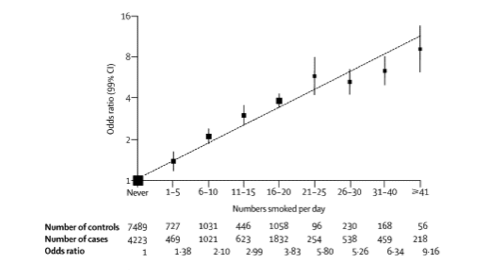 16
8
4
2
1
Odds ratio (99% CI)
Never 1–5 6–10 11–15 16–20 21–25 26–30 31–40 ≥41
Numbers smoked per day
Number of controls 7489 727 1031 446 1058 96 230 168 56
Number of cases 4223 469 1021 623 1832 254 538 459 218
Odds ratio 1 1·38 2·10 2·99 3·83 5·80 5·26 6·34 9·16